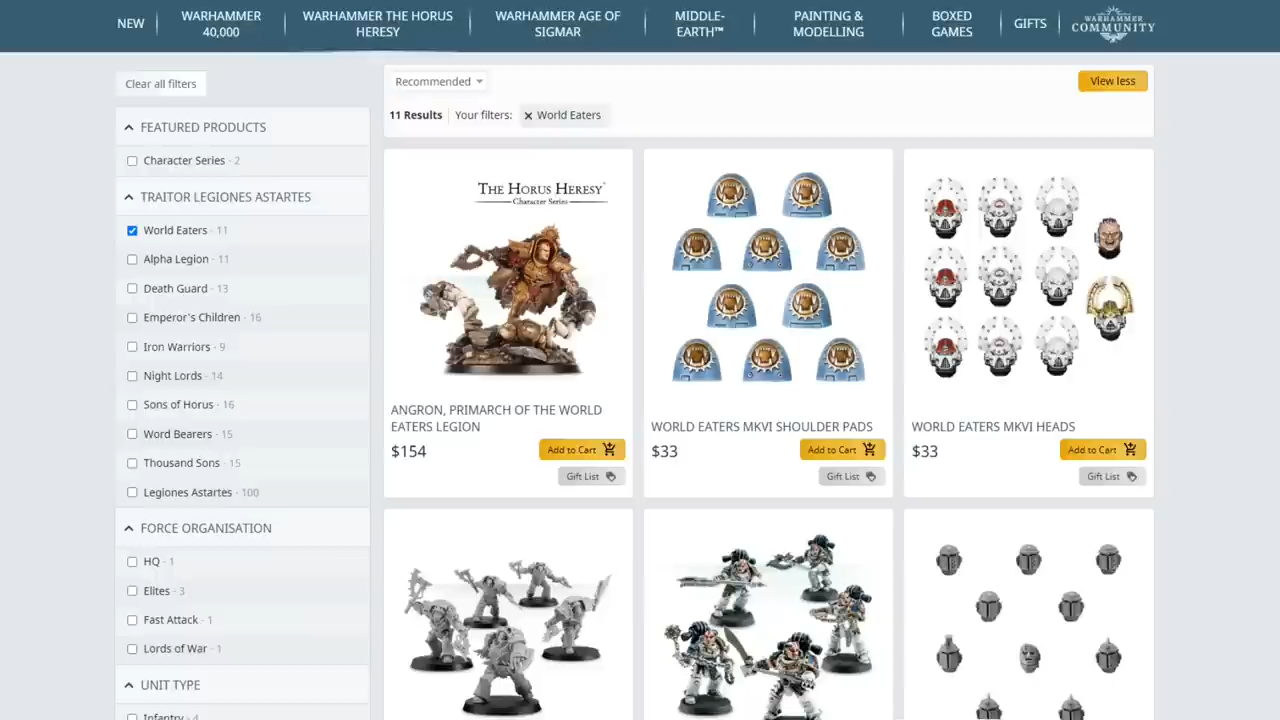 NEW
WARHAMMER
40,000
WARHAMMER THE HORUS
HERESY
WARHAMMER AGE OF
SIGMAR
MIDDLE-
EARTH™
PAINTING &
MODELLING
BOXED
GAMES
GIFTS
WARHAMMER
COMMUNITY
Clear all filters
FEATURED PRODUCTS
Character Series - 2
TRAITOR LEGIONES ASTARTES
World Eaters - 11
Alpha Legion - 11
Death Guard - 13
Emperor's Children - 16
Iron Warriors - 9
Night Lords - 14
Sons of Horus - 16
Word Bearers - 15
Thousand Sons - 15
Legiones Astartes - 100
FORCE ORGANISATION
HQ - 1
Elites - 3
Fast Attack - 1
Lords of War - 1
UNIT TYPE
Infantry - 4
Recommended
View less
11 Results
Your filters:
× World Eaters
THE HORUS HERESY
Character Series
ANGRON, PRIMARCH OF THE WORLD
EATERS LEGION
$154
Add to Cart
Gift List
WORLD EATERS MKVI SHOULDER PADS
$33
Add to Cart
Gift List
WORLD EATERS MKVI HEADS
$33
Add to Cart
Gift List